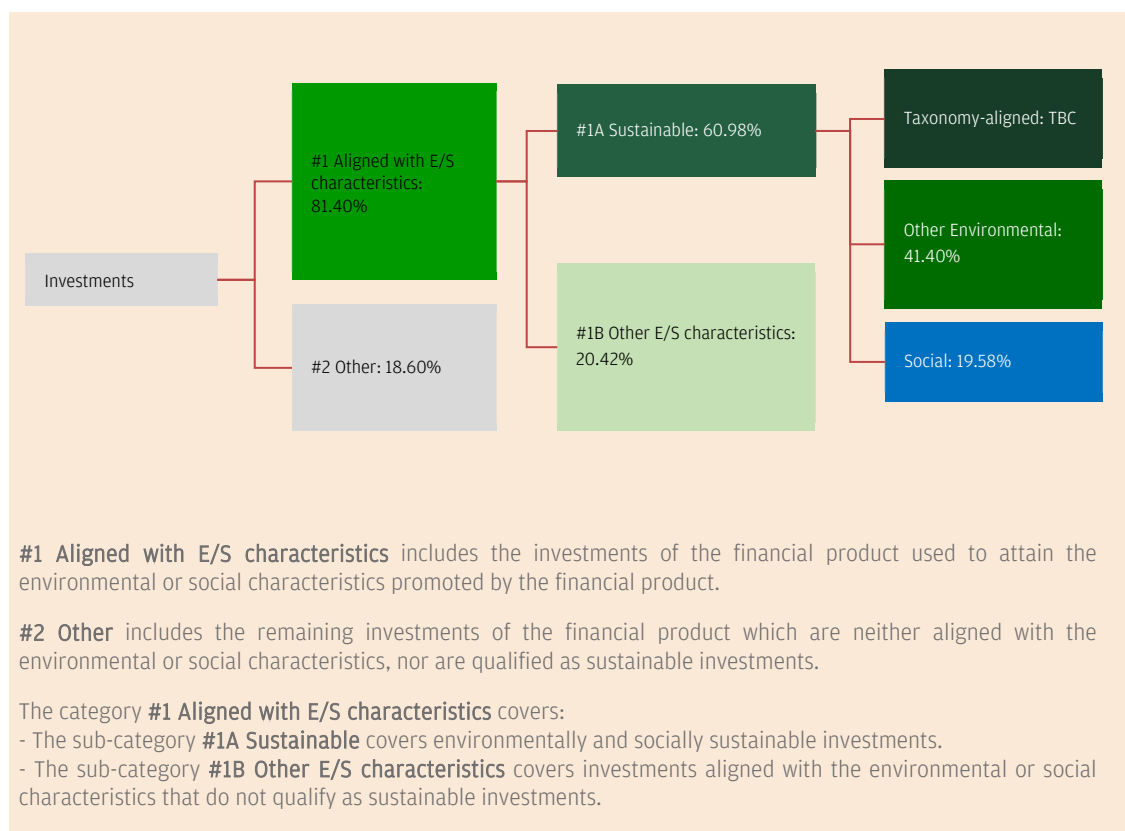 Investments
#1 Aligned with E/S
characteristics:
81.40%
#2 Other: 18.60%
#1A Sustainable: 60.98%
#1B Other E/S characteristics:
20.42%
Taxonomy-aligned: TBC
Other Environmental:
41.40%
Social: 19.58%
#1 Aligned with E/S characteristics includes the investments of the financial product used to attain the
environmental or social characteristics promoted by the financial product.
#2 Other includes the remaining investments of the financial product which are neither aligned with the
environmental or social characteristics, nor are qualified as sustainable investments.
The category #1 Aligned with E/S characteristics covers:
- The sub-category #1A Sustainable covers environmentally and socially sustainable investments.
- The sub-category #1B Other E/S characteristics covers investments aligned with the environmental or social
characteristics that do not qualify as sustainable investments.